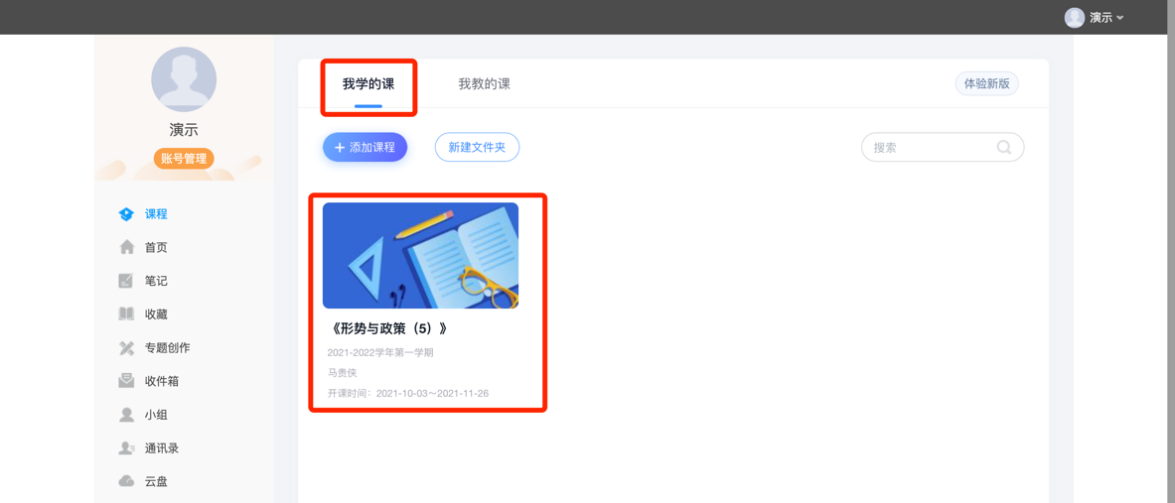 演示
演示
账号管理
课程
首页
笔记
收藏
专题创作
收件箱
小组
通讯录
云盘
我学的课 我教的课 体验新版
+ 添加课程 新建文件夹 搜索
《形势与政策（5）》
2021-2022学年第一学期
马贵侠
开课时间：2021-10-03～2021-11-26